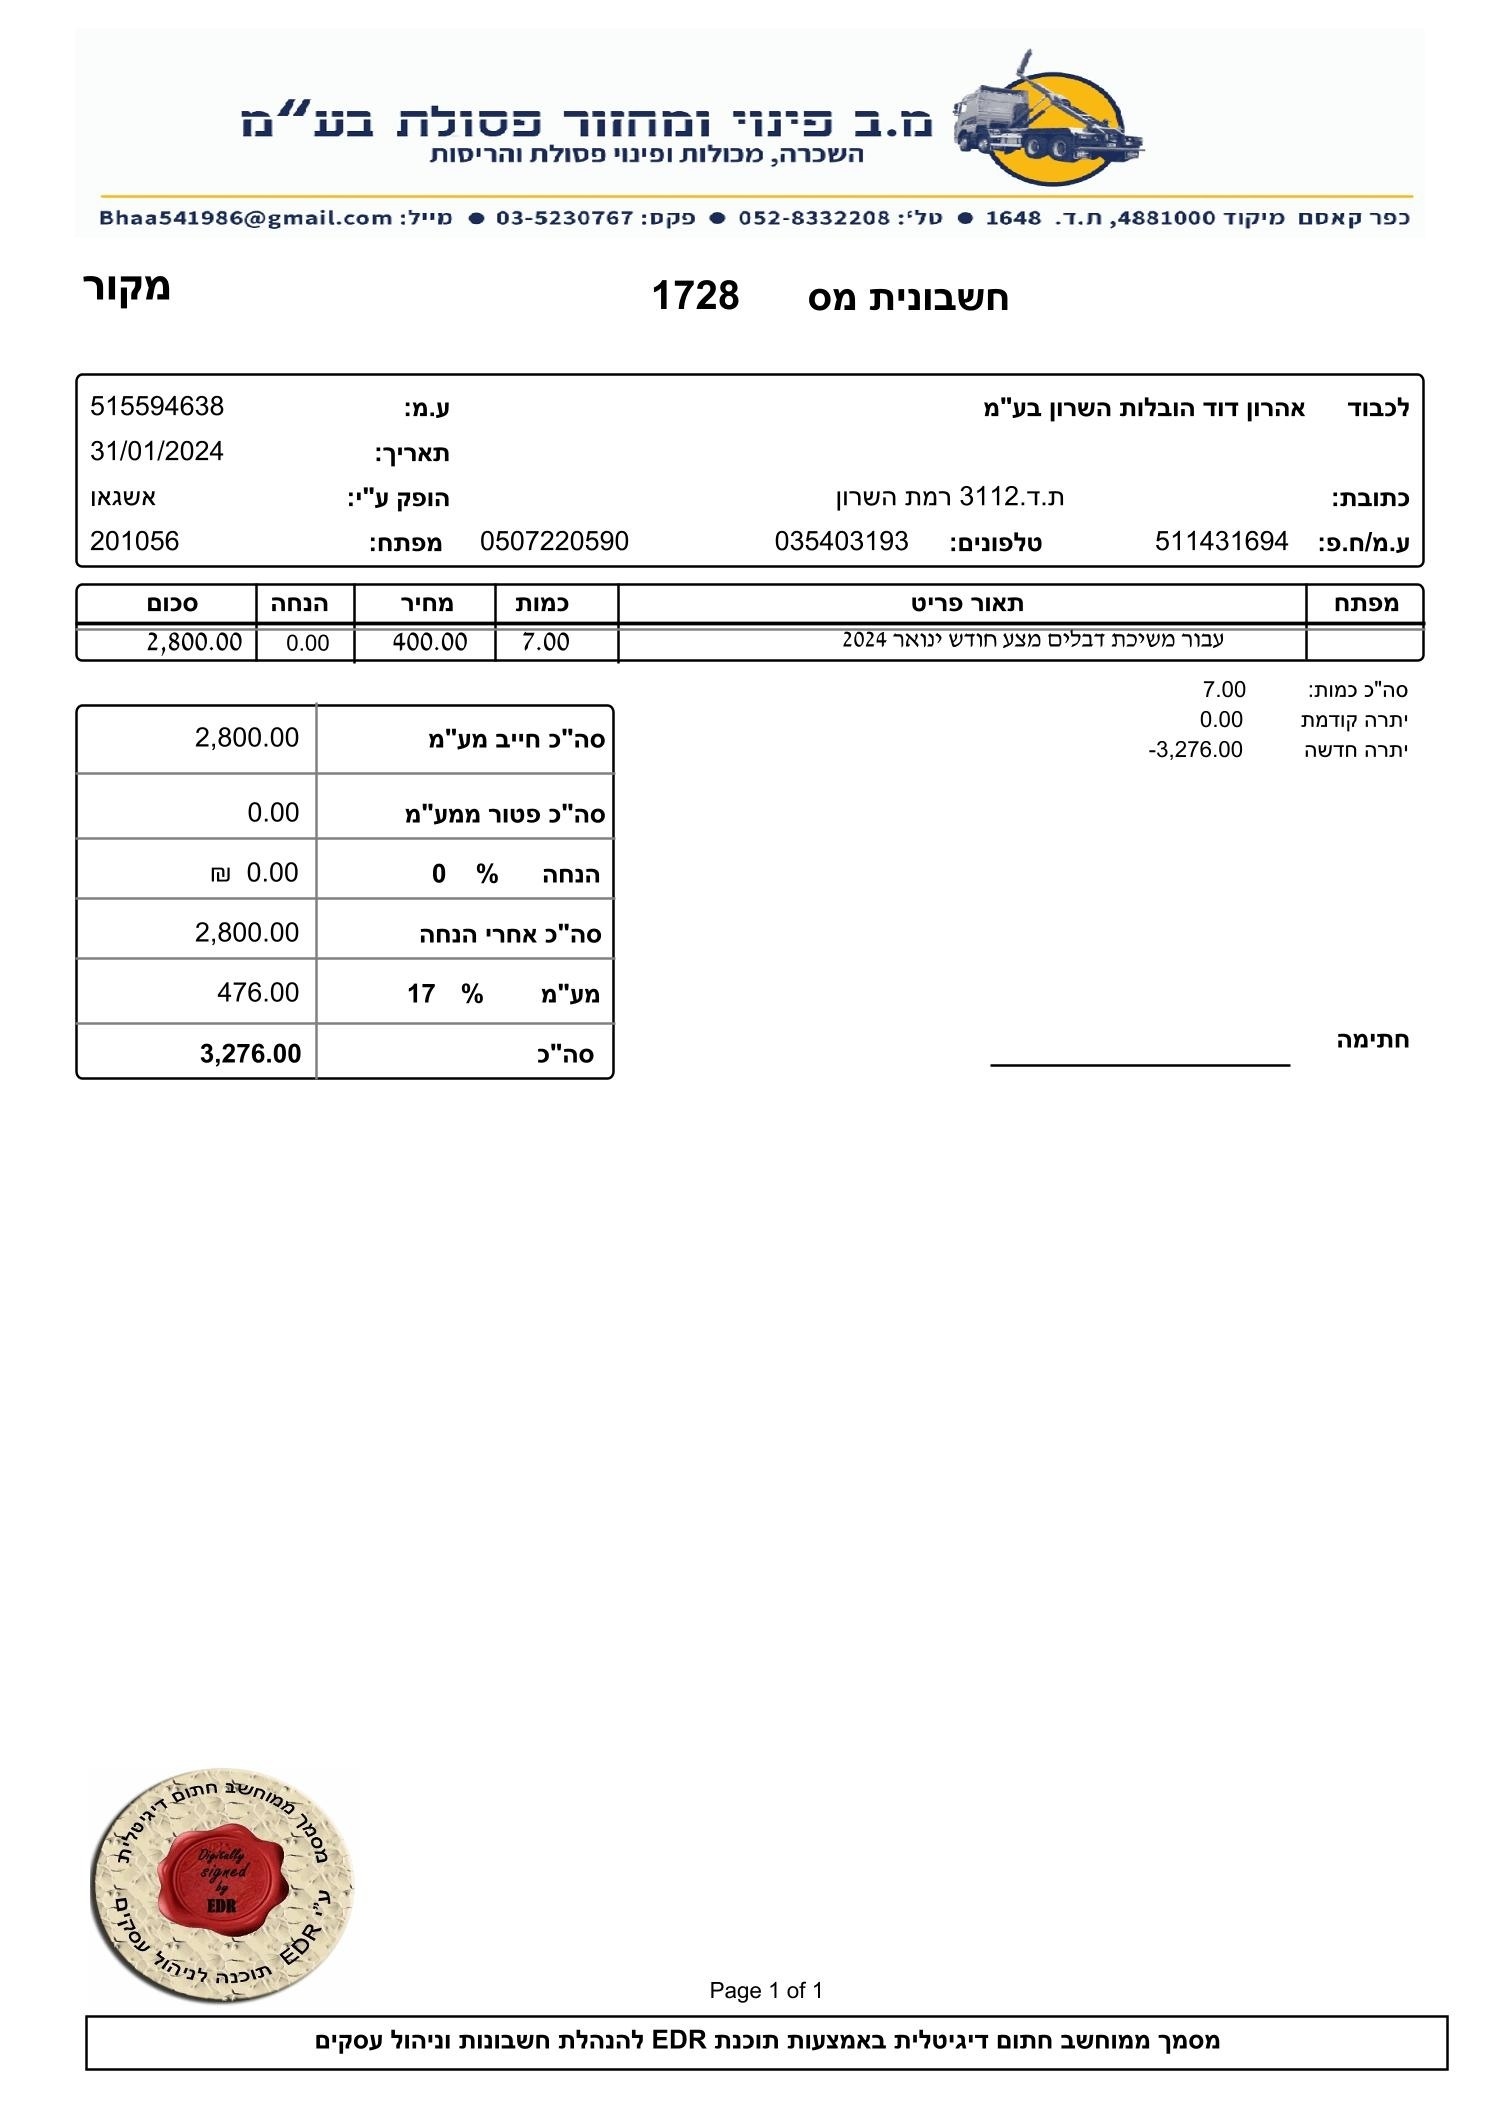 מ.ב פינוי ומחזור פסולת בע"מ
השכרה, מכולות ופינוי פסולת והריסות
כפר קאסם מיקוד 4881000, ת.ד. 1648 ● טל': 052-8332208 ● פקס: 03-5230767 ● מייל: Bhaa541986@gmail.com
חשבונית מס 1728 מקור
לכבוד אהרון דוד הובלות השרון בע"מ ע.מ: 515594638
תאריך: 31/01/2024
כתובת: ת.ד.3112 רמת השרון הופק ע"י: אשגאו
ע.מ/ח.פ: 511431694 טלפונים: 035403193 0507220590 מפתח: 201056
מפתח תאור פריט כמות מחיר הנחה סכום
עבור משיכת דבלים מצע חודש ינואר 2024 7.00 400.00 0.00 2,800.00
סה"כ כמות: 7.00
יתרה קודמת 0.00
יתרה חדשה -3,276.00
סה"כ חייב מע"מ 2,800.00
סה"כ פטור ממע"מ 0.00
הנחה % 0 0.00 ₪
סה"כ אחרי הנחה 2,800.00
מע"מ % 17 476.00
סה"כ 3,276.00
חתימה
מסמך ממוחשב חתום דיגיטלית
ע"י EDR תוכנה לניהול עסקים
Digitally
signed
by
EDR
Page 1 of 1
מסמך ממוחשב חתום דיגיטלית באמצעות תוכנת EDR להנהלת חשבונות וניהול עסקים